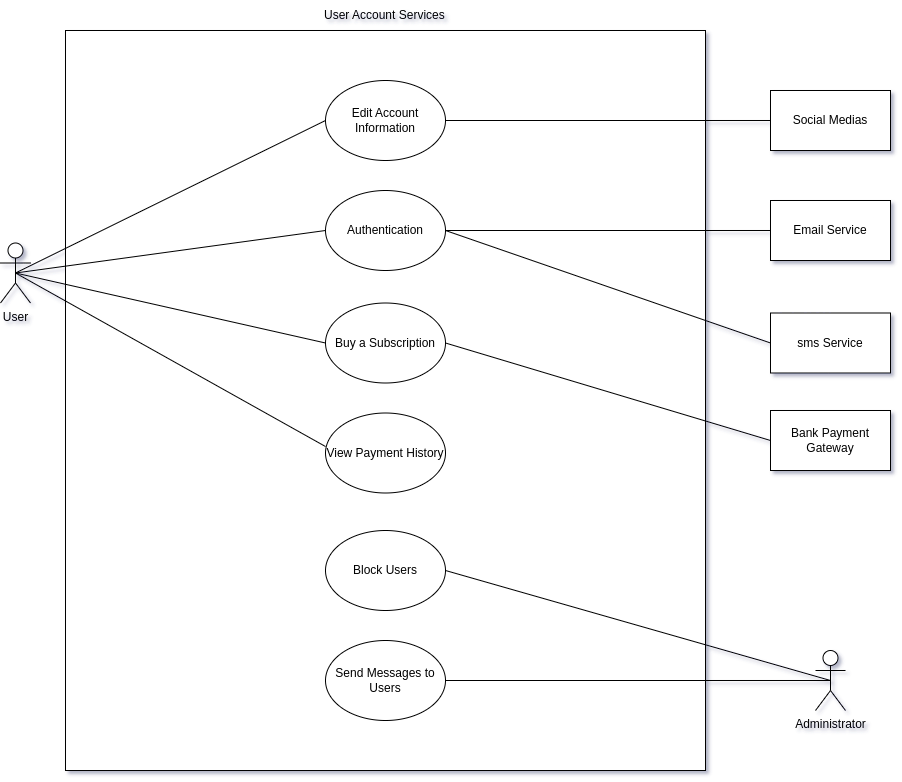 User Account Services
Edit Account
Information
Social Medias
Authentication
Email Service
User
Buy a Subscription
sms Service
View Payment History
Bank Payment
Gateway
Block Users
Send Messages to
Users
Administrator